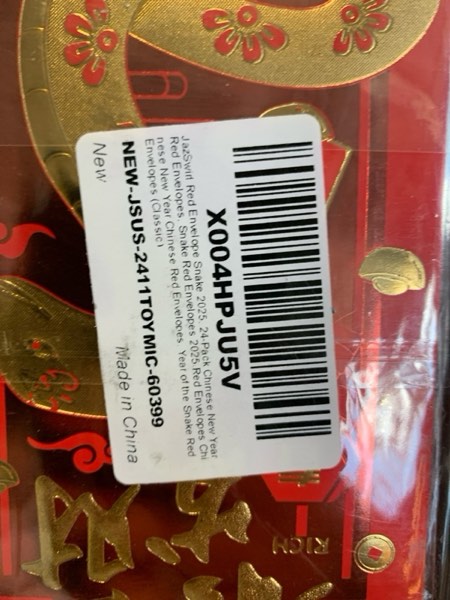 X004HPJU5V
JazSwirl Red Envelope Snake 2025, 24-Pack Chinese New Year
Red Envelopes, Snake Red Envelopes 2025 Red Envelopes Chi
nese New Year,Chinese Red Envelopes Year of the Snake Red
Envelopes (Classic)
NEW-JSUS-2411TOYMIC-60399
New Made in China
RICH